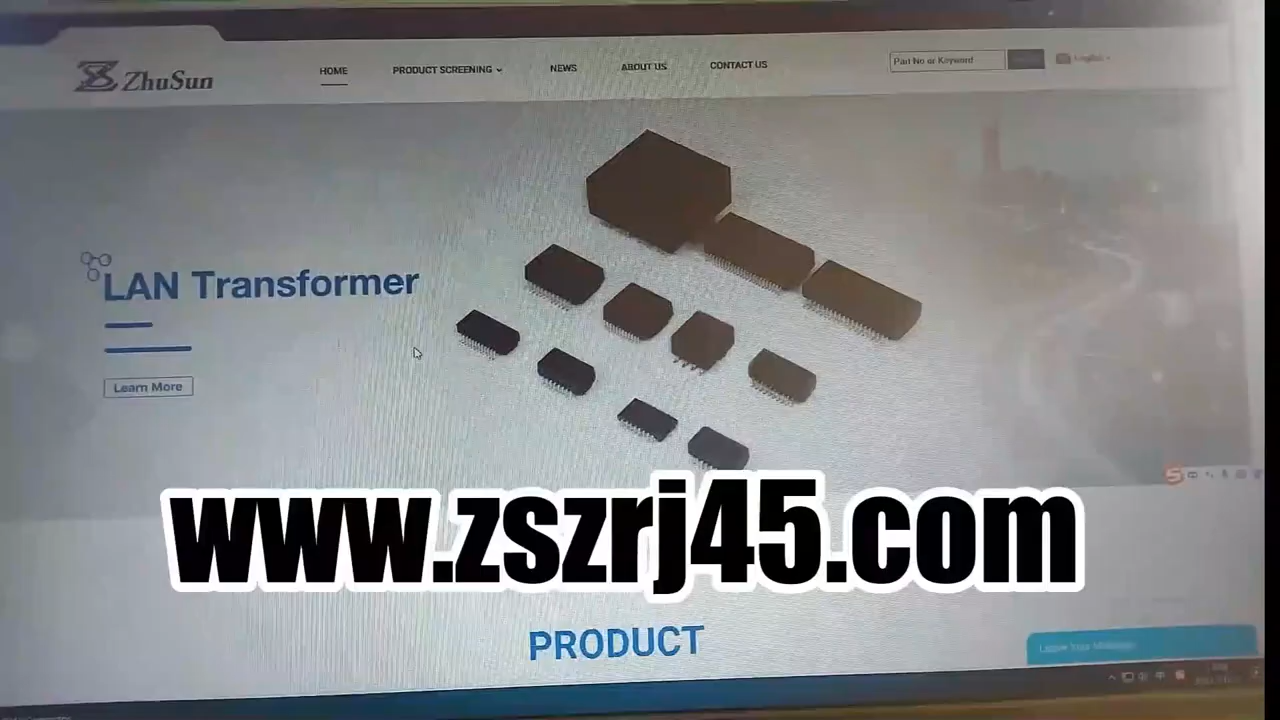 ZhuSun
HOME
PRODUCT SCREENING
NEWS
ABOUT US
CONTACT US
Part No or Keyword
English
LAN Transformer
Learn More
www.zszrj45.com
PRODUCT